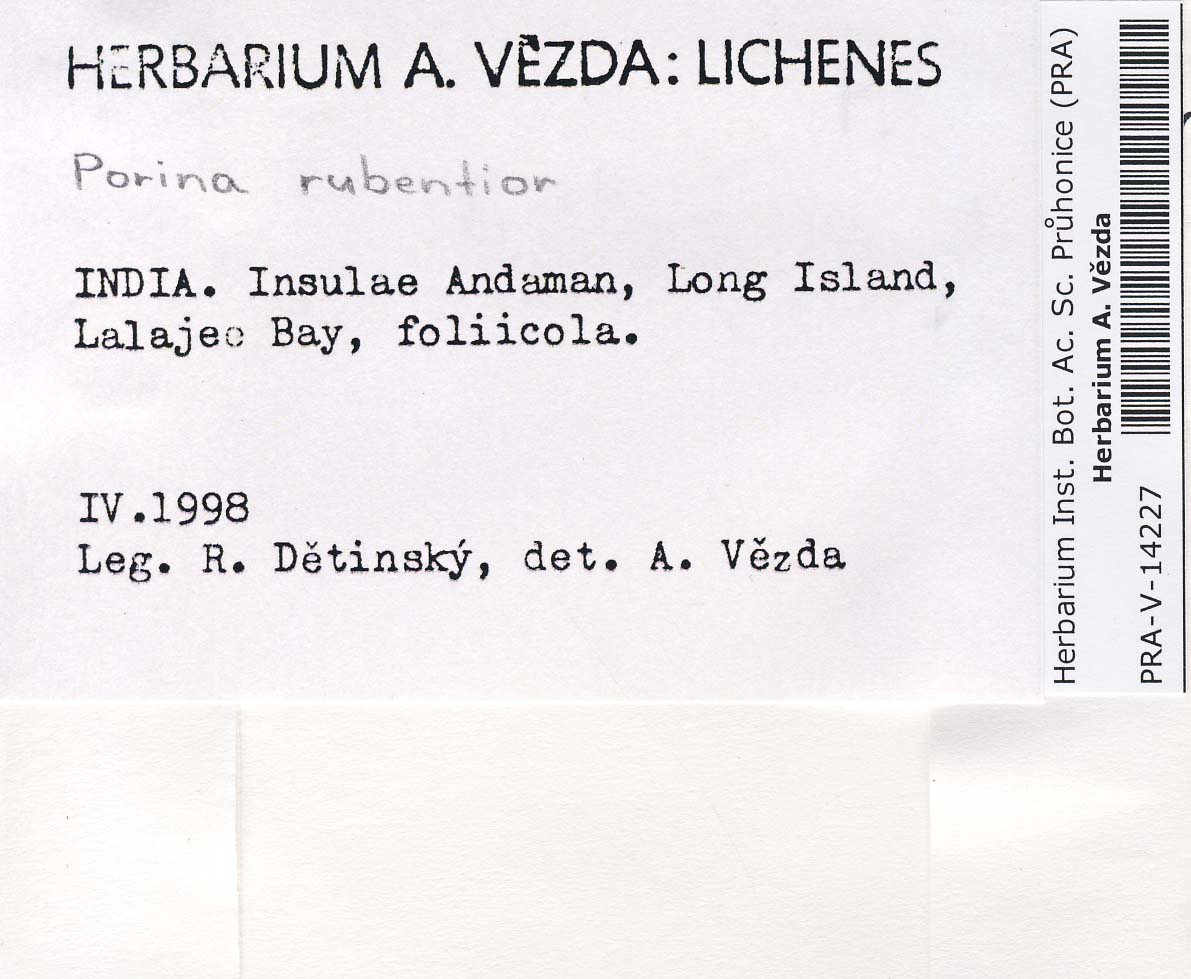 HERBARIUM A. VĚZDA: LICHENES
Porina rubentior
INDIA. Insulae Andaman, Long Island,
Lalajee Bay, foliicola.
IV.1998
Leg. R. Dětinský, det. A. Vězda
Herbarium Inst. Bot. Ac. Sc. Průhonice (PRA)
Herbarium A. Vězda
PRA-V-14227